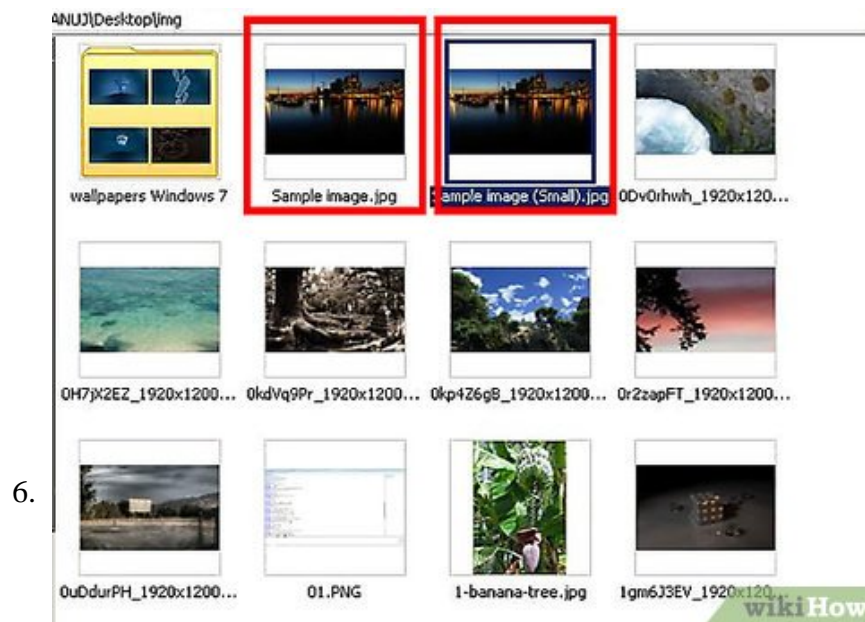 ANUJ\Desktop\img
wallpapers Windows 7
Sample image.jpg
ample image (Small).jpg
0Dv0rhwh_1920x120...
0H7jX2EZ_1920x1200...
0kdVq9Pr_1920x1200...
0kp4Z6gB_1920x1200...
0r2zapFT_1920x1200...
6.
0uDdurPH_1920x1200...
01.PNG
1-banana-tree.jpg
1gm6J3EV_1920x120...
wikiHow